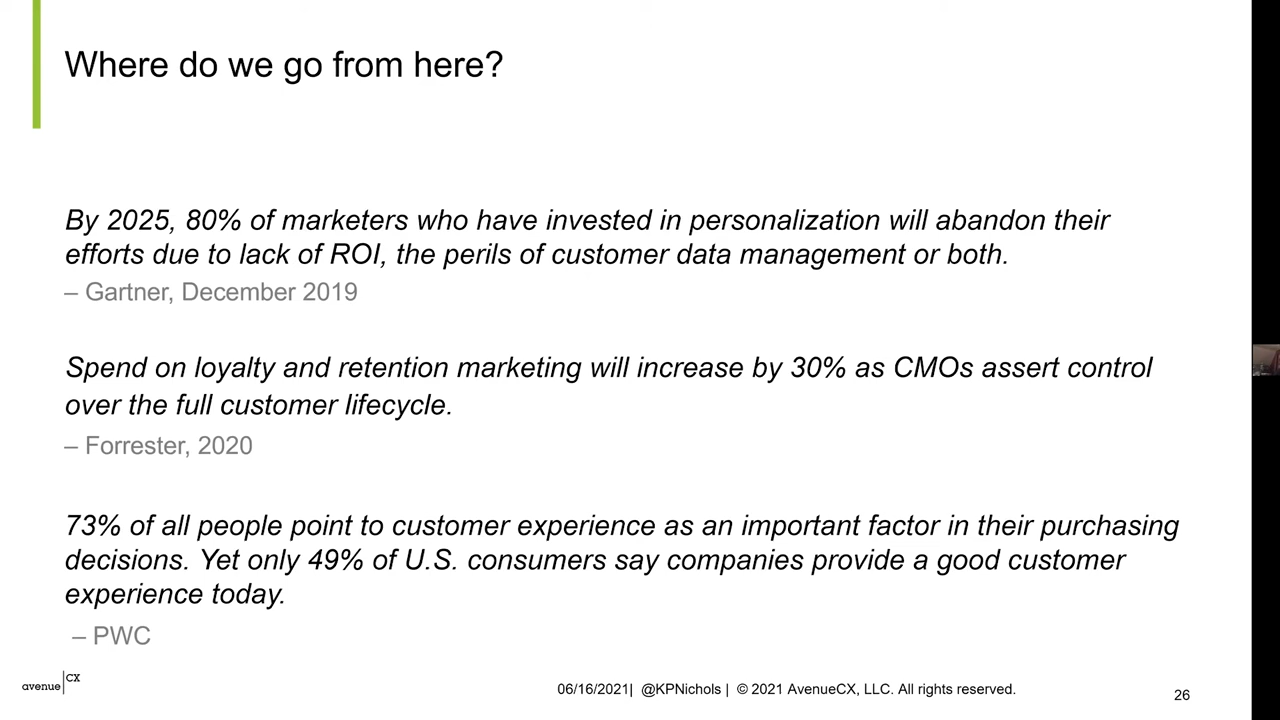 Where do we go from here?
By 2025, 80% of marketers who have invested in personalization will abandon their
efforts due to lack of ROI, the perils of customer data management or both.
– Gartner, December 2019
Spend on loyalty and retention marketing will increase by 30% as CMOs assert control
over the full customer lifecycle.
– Forrester, 2020
73% of all people point to customer experience as an important factor in their purchasing
decisions. Yet only 49% of U.S. consumers say companies provide a good customer
experience today.
– PWC
avenue|CX
06/16/2021| @KPNichols | © 2021 AvenueCX, LLC. All rights reserved.
26